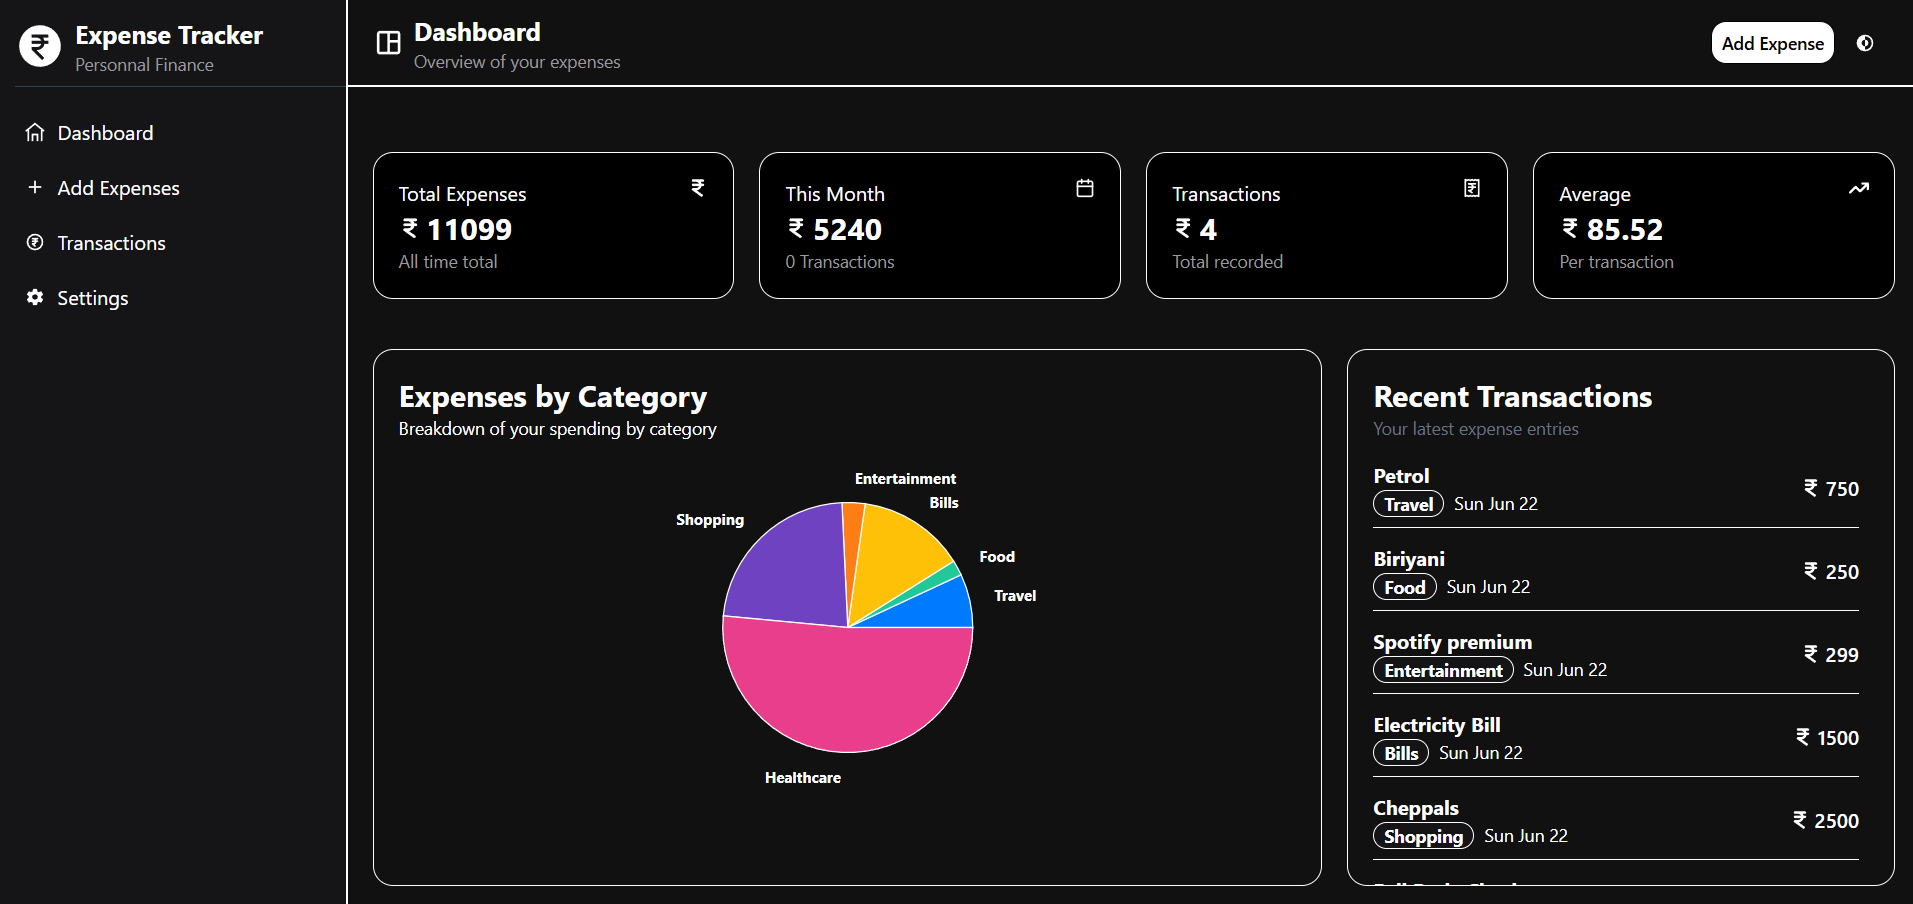 Expense Tracker
Personnal Finance
Dashboard
Add Expenses
Transactions
Settings
Dashboard
Overview of your expenses
Add Expense
Total Expenses
₹ 11099
All time total
This Month
₹ 5240
0 Transactions
Transactions
₹ 4
Total recorded
Average
₹ 85.52
Per transaction
Expenses by Category
Breakdown of your spending by category
Entertainment
Bills
Shopping
Food
Travel
Healthcare
Recent Transactions
Your latest expense entries
Petrol
Travel Sun Jun 22
₹ 750
Biriyani
Food Sun Jun 22
₹ 250
Spotify premium
Entertainment Sun Jun 22
₹ 299
Electricity Bill
Bills Sun Jun 22
₹ 1500
Cheppals
Shopping Sun Jun 22
₹ 2500